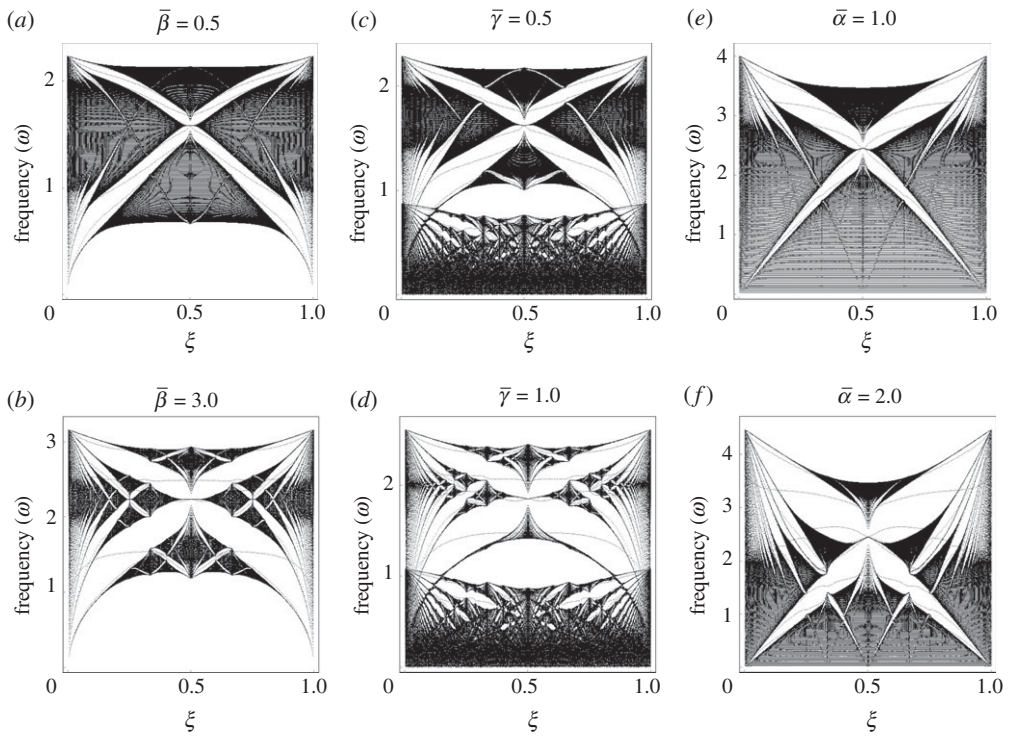 (a) β̄ = 0.5
frequency (ω)
2
1
0 0.5 1.0
ξ
(c) γ̄ = 0.5
frequency (ω)
2
1
0 0.5 1.0
ξ
(e) ᾱ = 1.0
frequency (ω)
4
3
2
1
0 0.5 1.0
ξ
(b) β̄ = 3.0
frequency (ω)
3
2
1
0 0.5 1.0
ξ
(d) γ̄ = 1.0
frequency (ω)
2
1
0 0.5 1.0
ξ
(f) ᾱ = 2.0
frequency (ω)
4
3
2
1
0 0.5 1.0
ξ